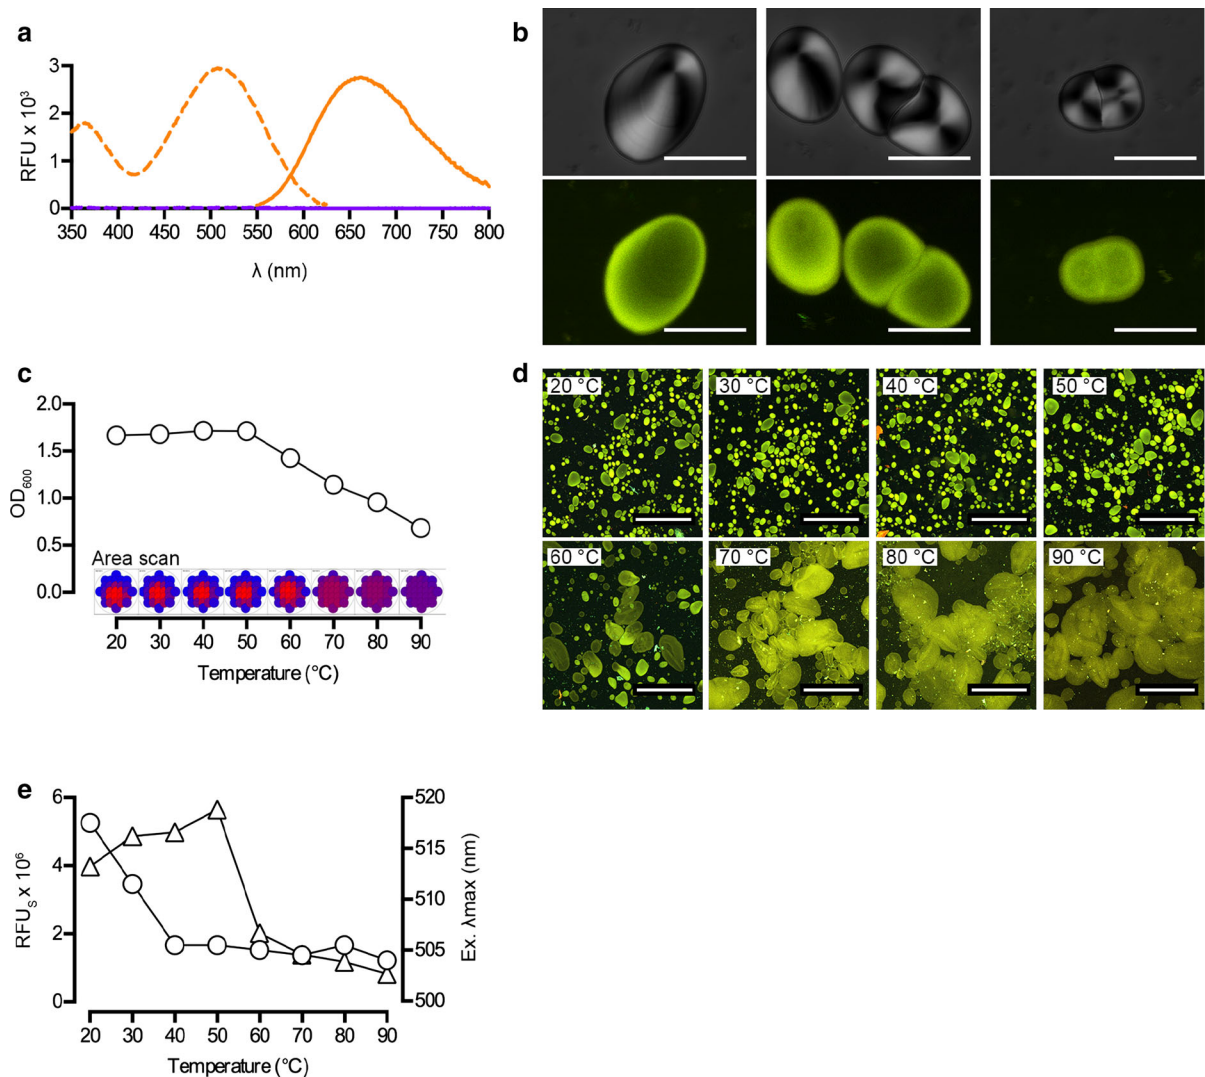 a
RFU x 10³
3
2
1
0
350 400 450 500 550 600 650 700 750 800
λ (nm)
b
c
OD₆₀₀
2.0
1.5
1.0
0.5
0.0
Area scan
20 30 40 50 60 70 80 90
Temperature (°C)
d
20 °C
30 °C
40 °C
50 °C
60 °C
70 °C
80 °C
90 °C
e
RFUₛ x 10⁶
6
4
2
0
520
515
510
505
500
Ex. λmax (nm)
20 30 40 50 60 70 80 90
Temperature (°C)